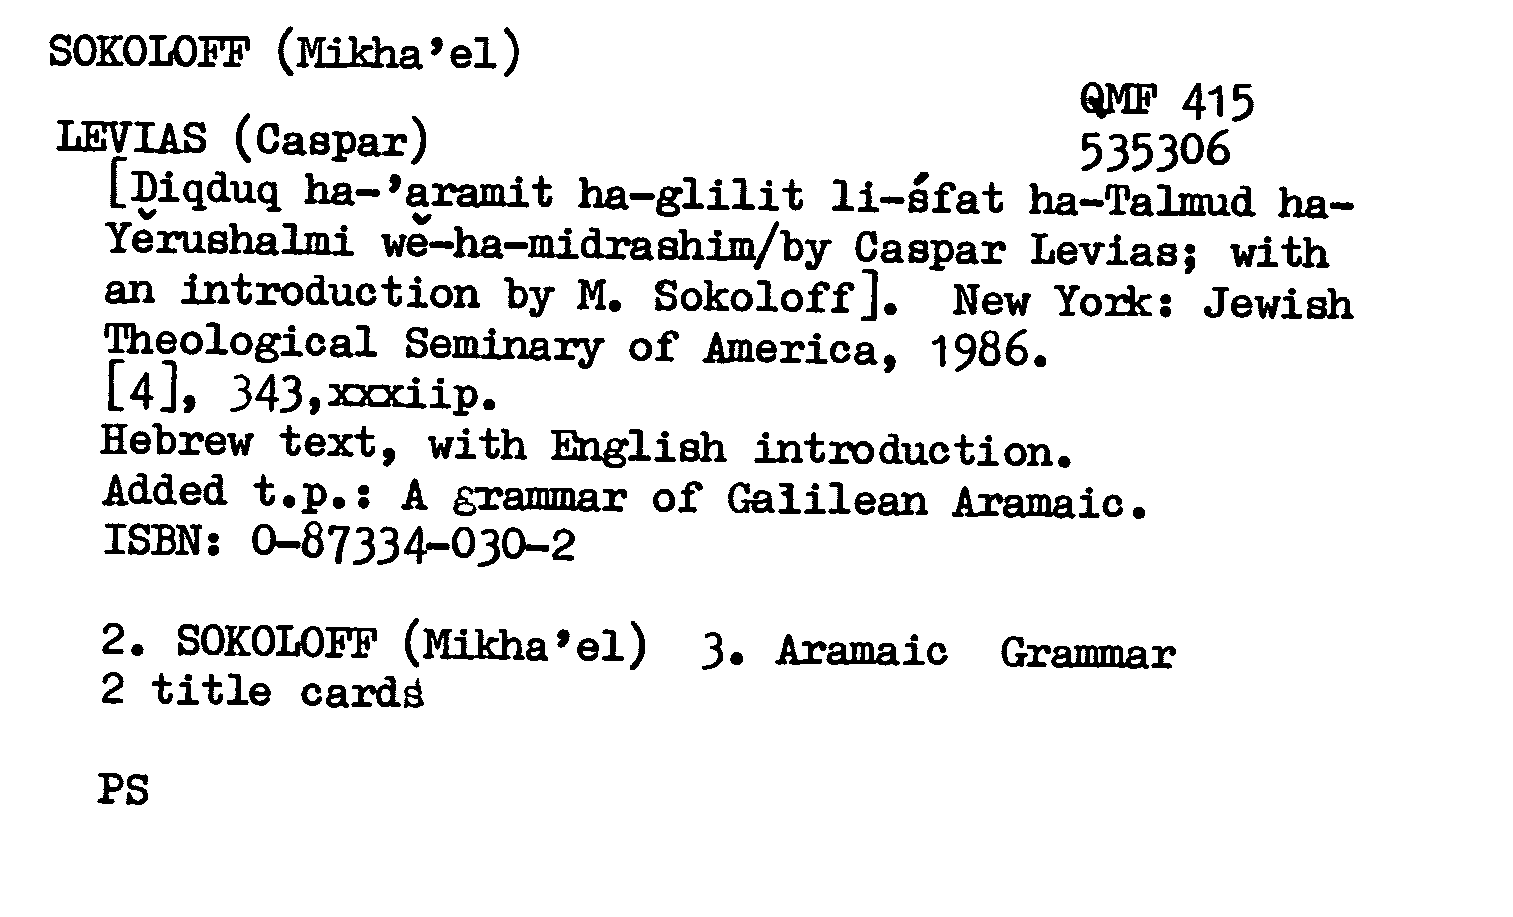 SOKOLOFF (Mikha'el)
QMF 415
LEVIAS (Caspar)
535306
[Diqduq ha-'aramit ha-glilit li-śfat ha-Talmud ha-
Yĕrushalmi wĕ-ha-midrashim/by Caspar Levias; with
an introduction by M. Sokoloff]. New York: Jewish
Theological Seminary of America, 1986.
[4], 343,xxxiip.
Hebrew text, with English introduction.
Added t.p.: A grammar of Galilean Aramaic.
ISBN: 0-87334-030-2
2. SOKOLOFF (Mikha'el) 3. Aramaic Grammar
2 title cards
PS